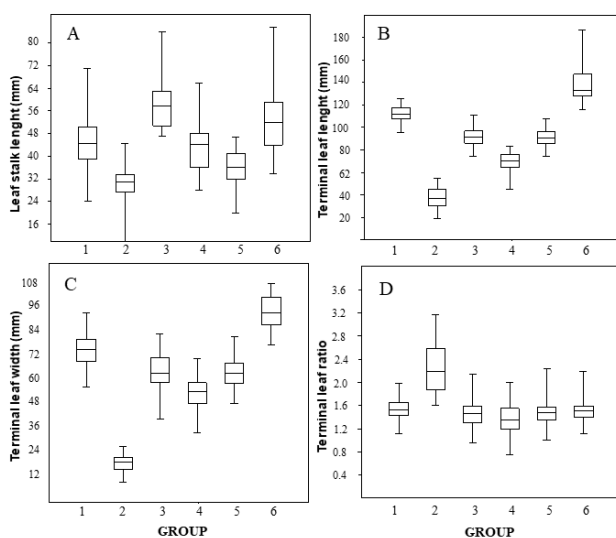 A
Leaf stalk lenght (mm)
80
72
64
56
48
40
32
24
16
1 2 3 4 5 6
B
Terminal leaf lenght (mm)
180
160
140
120
100
80
60
40
20
1 2 3 4 5 6
C
Terminal leaf width (mm)
108
96
84
72
60
48
36
24
12
1 2 3 4 5 6
GROUP
D
Terminal leaf ratio
3.6
3.2
2.8
2.4
2.0
1.6
1.2
0.8
0.4
1 2 3 4 5 6
GROUP